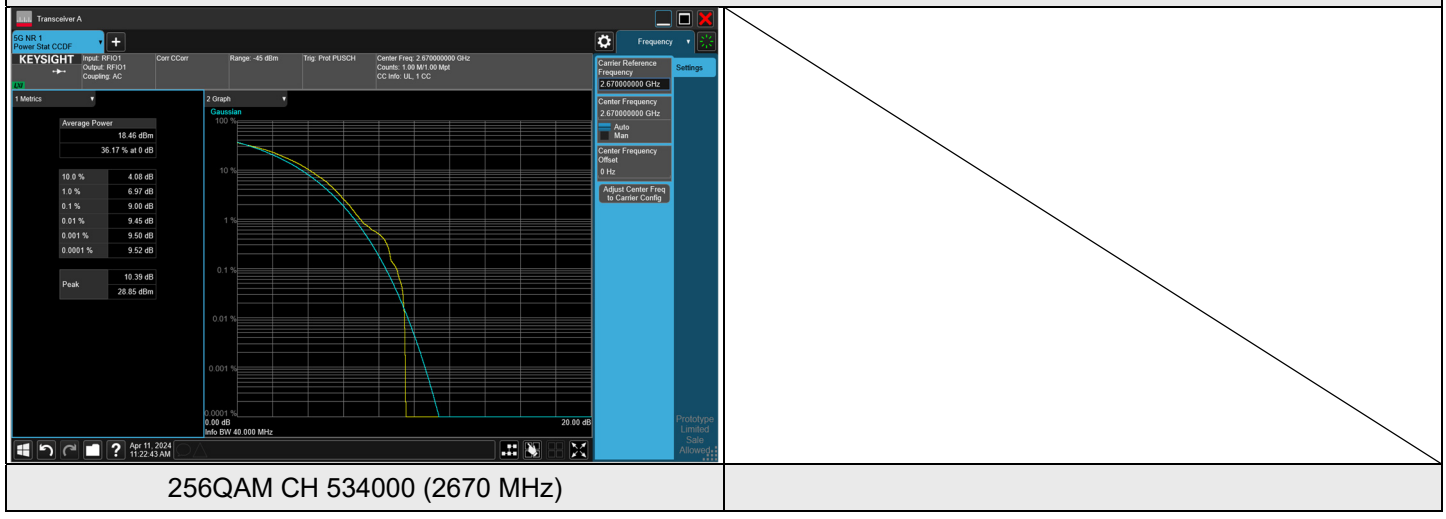 Transceiver A
5G NR 1
Power Stat CCDF
+
Frequency
KEYSIGHT
Input: RFIO1
Output: RFIO1
Coupling: AC
Corr CCorr
Range: -45 dBm
Trig: Prot PUSCH
Center Freq: 2.670000000 GHz
Counts: 1.00 M/1.00 Mpt
CC Info: UL, 1 CC
LW
Carrier Reference
Frequency
2.670000000 GHz
Settings
Center Frequency
2.670000000 GHz
Auto
Man
Center Frequency
Offset
0 Hz
Adjust Center Freq
to Carrier Config
1 Metrics
Average Power
18.46 dBm
36.17 % at 0 dB
10.0 % 4.08 dB
1.0 % 6.97 dB
0.1 % 9.00 dB
0.01 % 9.45 dB
0.001 % 9.50 dB
0.0001 % 9.52 dB
Peak
10.39 dB
28.85 dBm
2 Graph
Gaussian
100 %
10 %
1 %
0.1 %
0.01 %
0.001 %
0.0001 %
0.00 dB
20.00 dB
Info BW 40.000 MHz
Prototype
Limited
Sale
Allowed
?
Apr 11, 2024
11:22:43 AM
256QAM CH 534000 (2670 MHz)